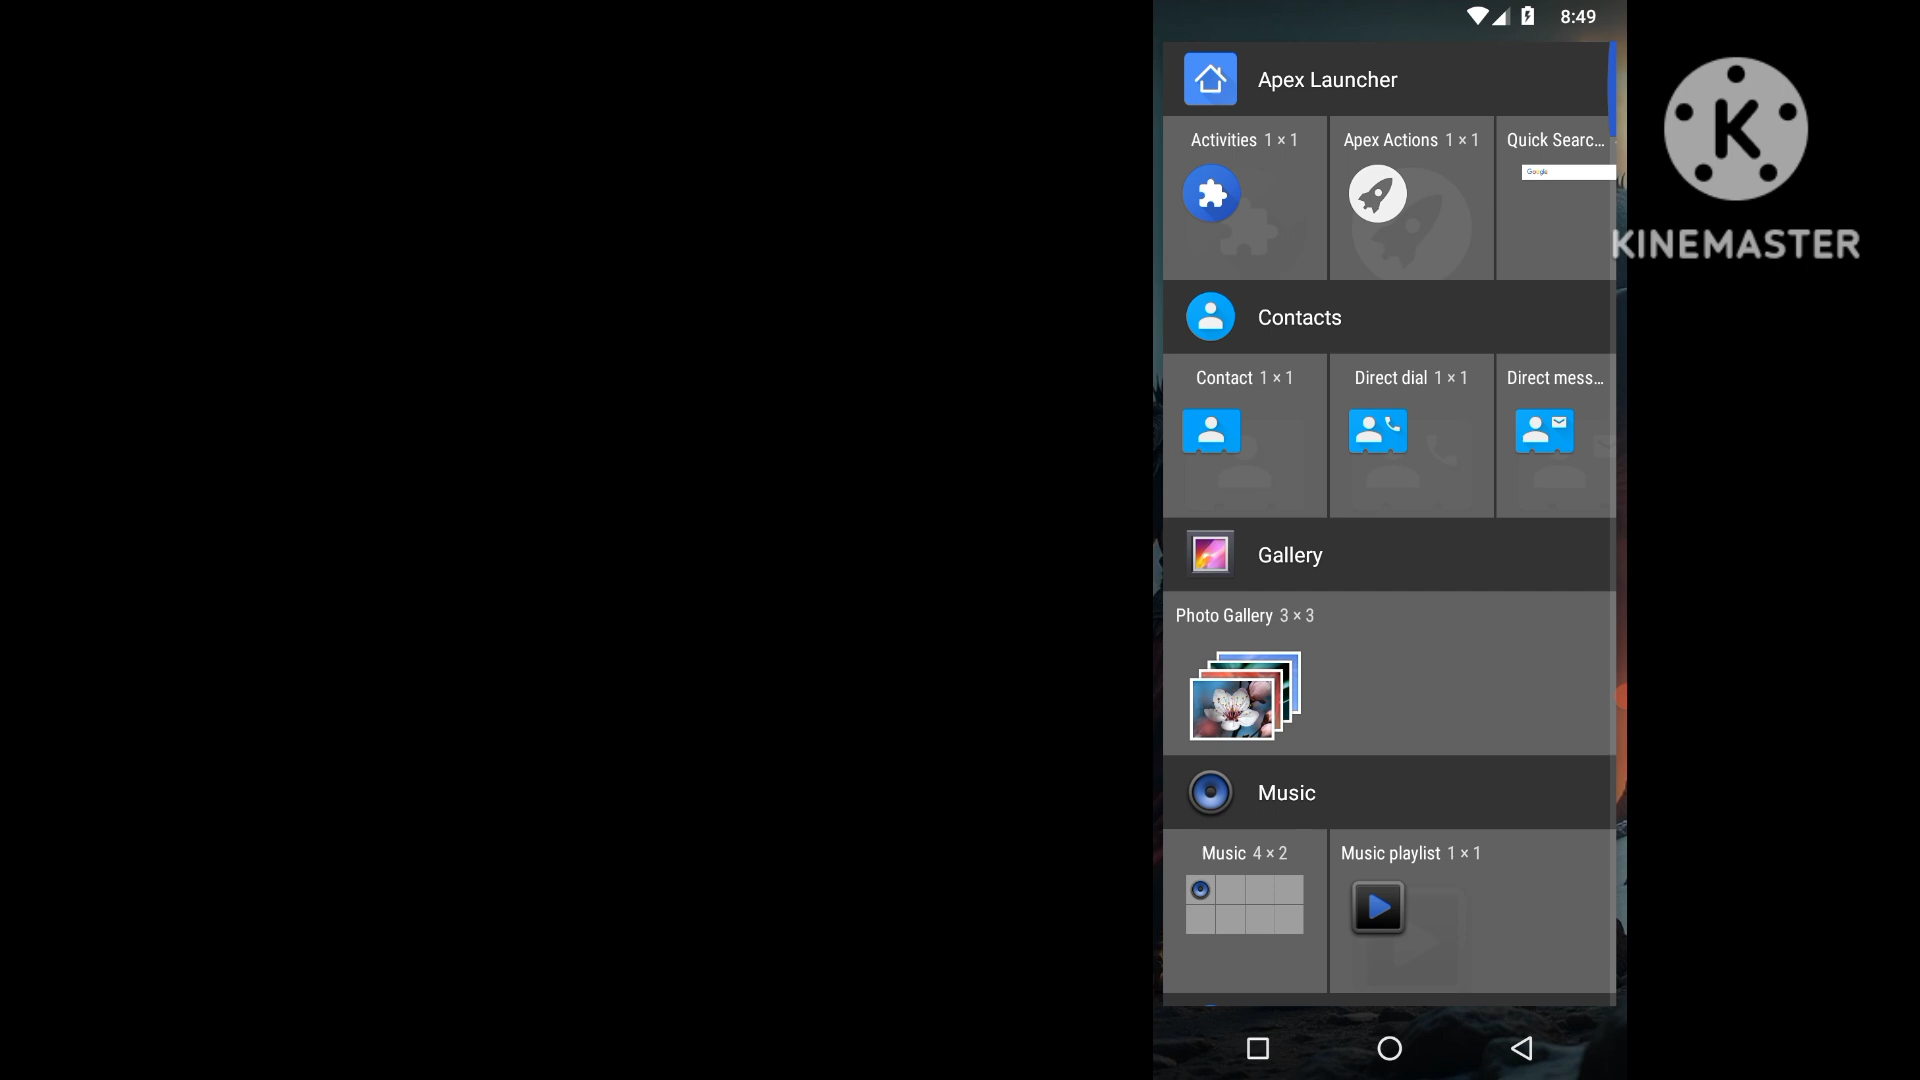 8:49
Apex Launcher
Activities 1 × 1
Apex Actions 1 × 1
Quick Searc...
Google
K
KINEMASTER
Contacts
Contact 1 × 1
Direct dial 1 × 1
Direct mess...
Gallery
Photo Gallery 3 × 3
Music
Music 4 × 2
Music playlist 1 × 1